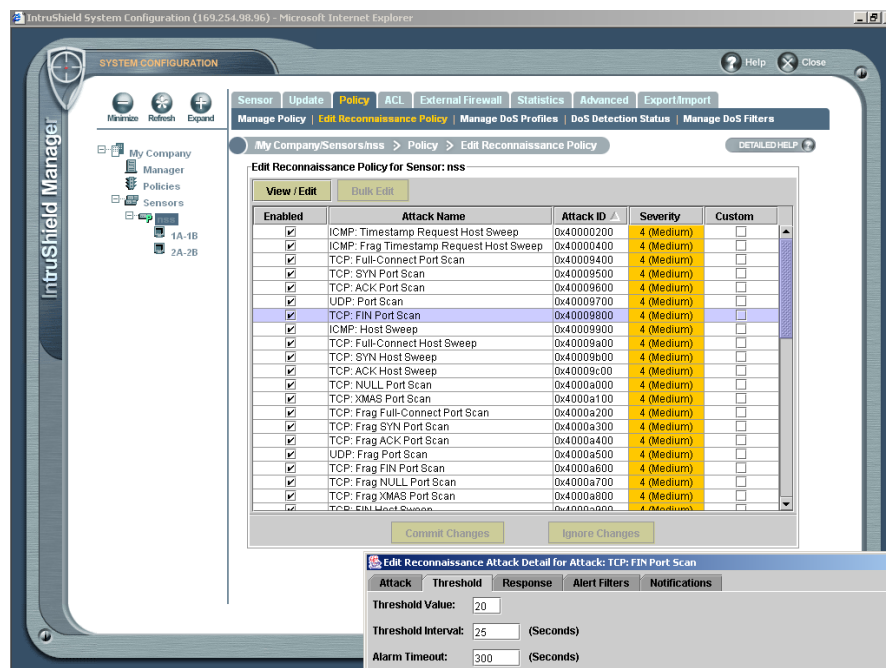 IntruShield System Configuration (169.254.98.96) - Microsoft Internet Explorer
SYSTEM CONFIGURATION
Help
Close
IntruShield Manager
Minimize Refresh Expand
My Company
Manager
Policies
Sensors
nss
1A-1B
2A-2B
Sensor Update Policy ACL External Firewall Statistics Advanced Export/Import
Manage Policy | Edit Reconnaissance Policy | Manage DoS Profiles | DoS Detection Status | Manage DoS Filters
/My Company/Sensors/nss > Policy > Edit Reconnaissance Policy
DETAILED HELP
Edit Reconnaissance Policy for Sensor: nss
View / Edit Bulk Edit
Enabled Attack Name Attack ID Severity Custom
ICMP: Timestamp Request Host Sweep 0x40000200 4 (Medium)
ICMP: Frag Timestamp Request Host Sweep 0x40000400 4 (Medium)
TCP: Full-Connect Port Scan 0x40009400 4 (Medium)
TCP: SYN Port Scan 0x40009500 4 (Medium)
TCP: ACK Port Scan 0x40009600 4 (Medium)
UDP: Port Scan 0x40009700 4 (Medium)
TCP: FIN Port Scan 0x40009800 4 (Medium)
ICMP: Host Sweep 0x40009900 4 (Medium)
TCP: Full-Connect Host Sweep 0x40009a00 4 (Medium)
TCP: SYN Host Sweep 0x40009b00 4 (Medium)
TCP: ACK Host Sweep 0x40009c00 4 (Medium)
TCP: NULL Port Scan 0x4000a000 4 (Medium)
TCP: XMAS Port Scan 0x4000a100 4 (Medium)
TCP: Frag Full-Connect Port Scan 0x4000a200 4 (Medium)
TCP: Frag SYN Port Scan 0x4000a300 4 (Medium)
TCP: Frag ACK Port Scan 0x4000a400 4 (Medium)
UDP: Frag Port Scan 0x4000a500 4 (Medium)
TCP: Frag FIN Port Scan 0x4000a600 4 (Medium)
TCP: Frag NULL Port Scan 0x4000a700 4 (Medium)
TCP: Frag XMAS Port Scan 0x4000a800 4 (Medium)
TCP: FIN Host Sweep 0x4000a900 4 (Medium)
Commit Changes Ignore Changes
Edit Reconnaissance Attack Detail for Attack: TCP: FIN Port Scan
Attack Threshold Response Alert Filters Notifications
Threshold Value: 20
Threshold Interval: 25 (Seconds)
Alarm Timeout: 300 (Seconds)